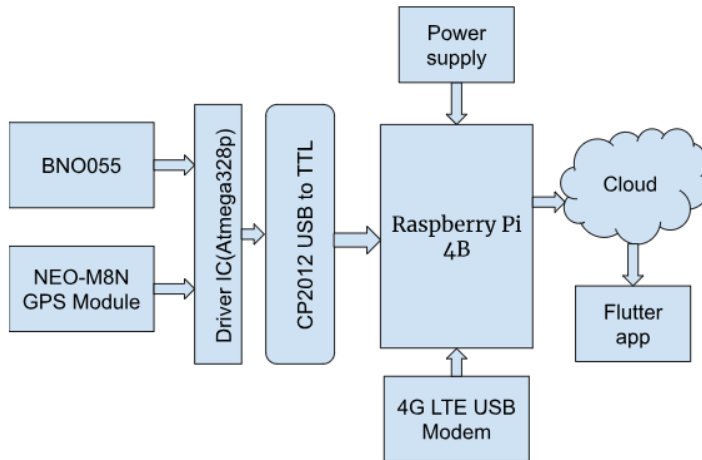 Power
supply
BNO055
NEO-M8N
GPS Module
Driver IC(Atmega328p)
CP2012 USB to TTL
Raspberry Pi
4B
Cloud
Flutter
app
4G LTE USB
Modem